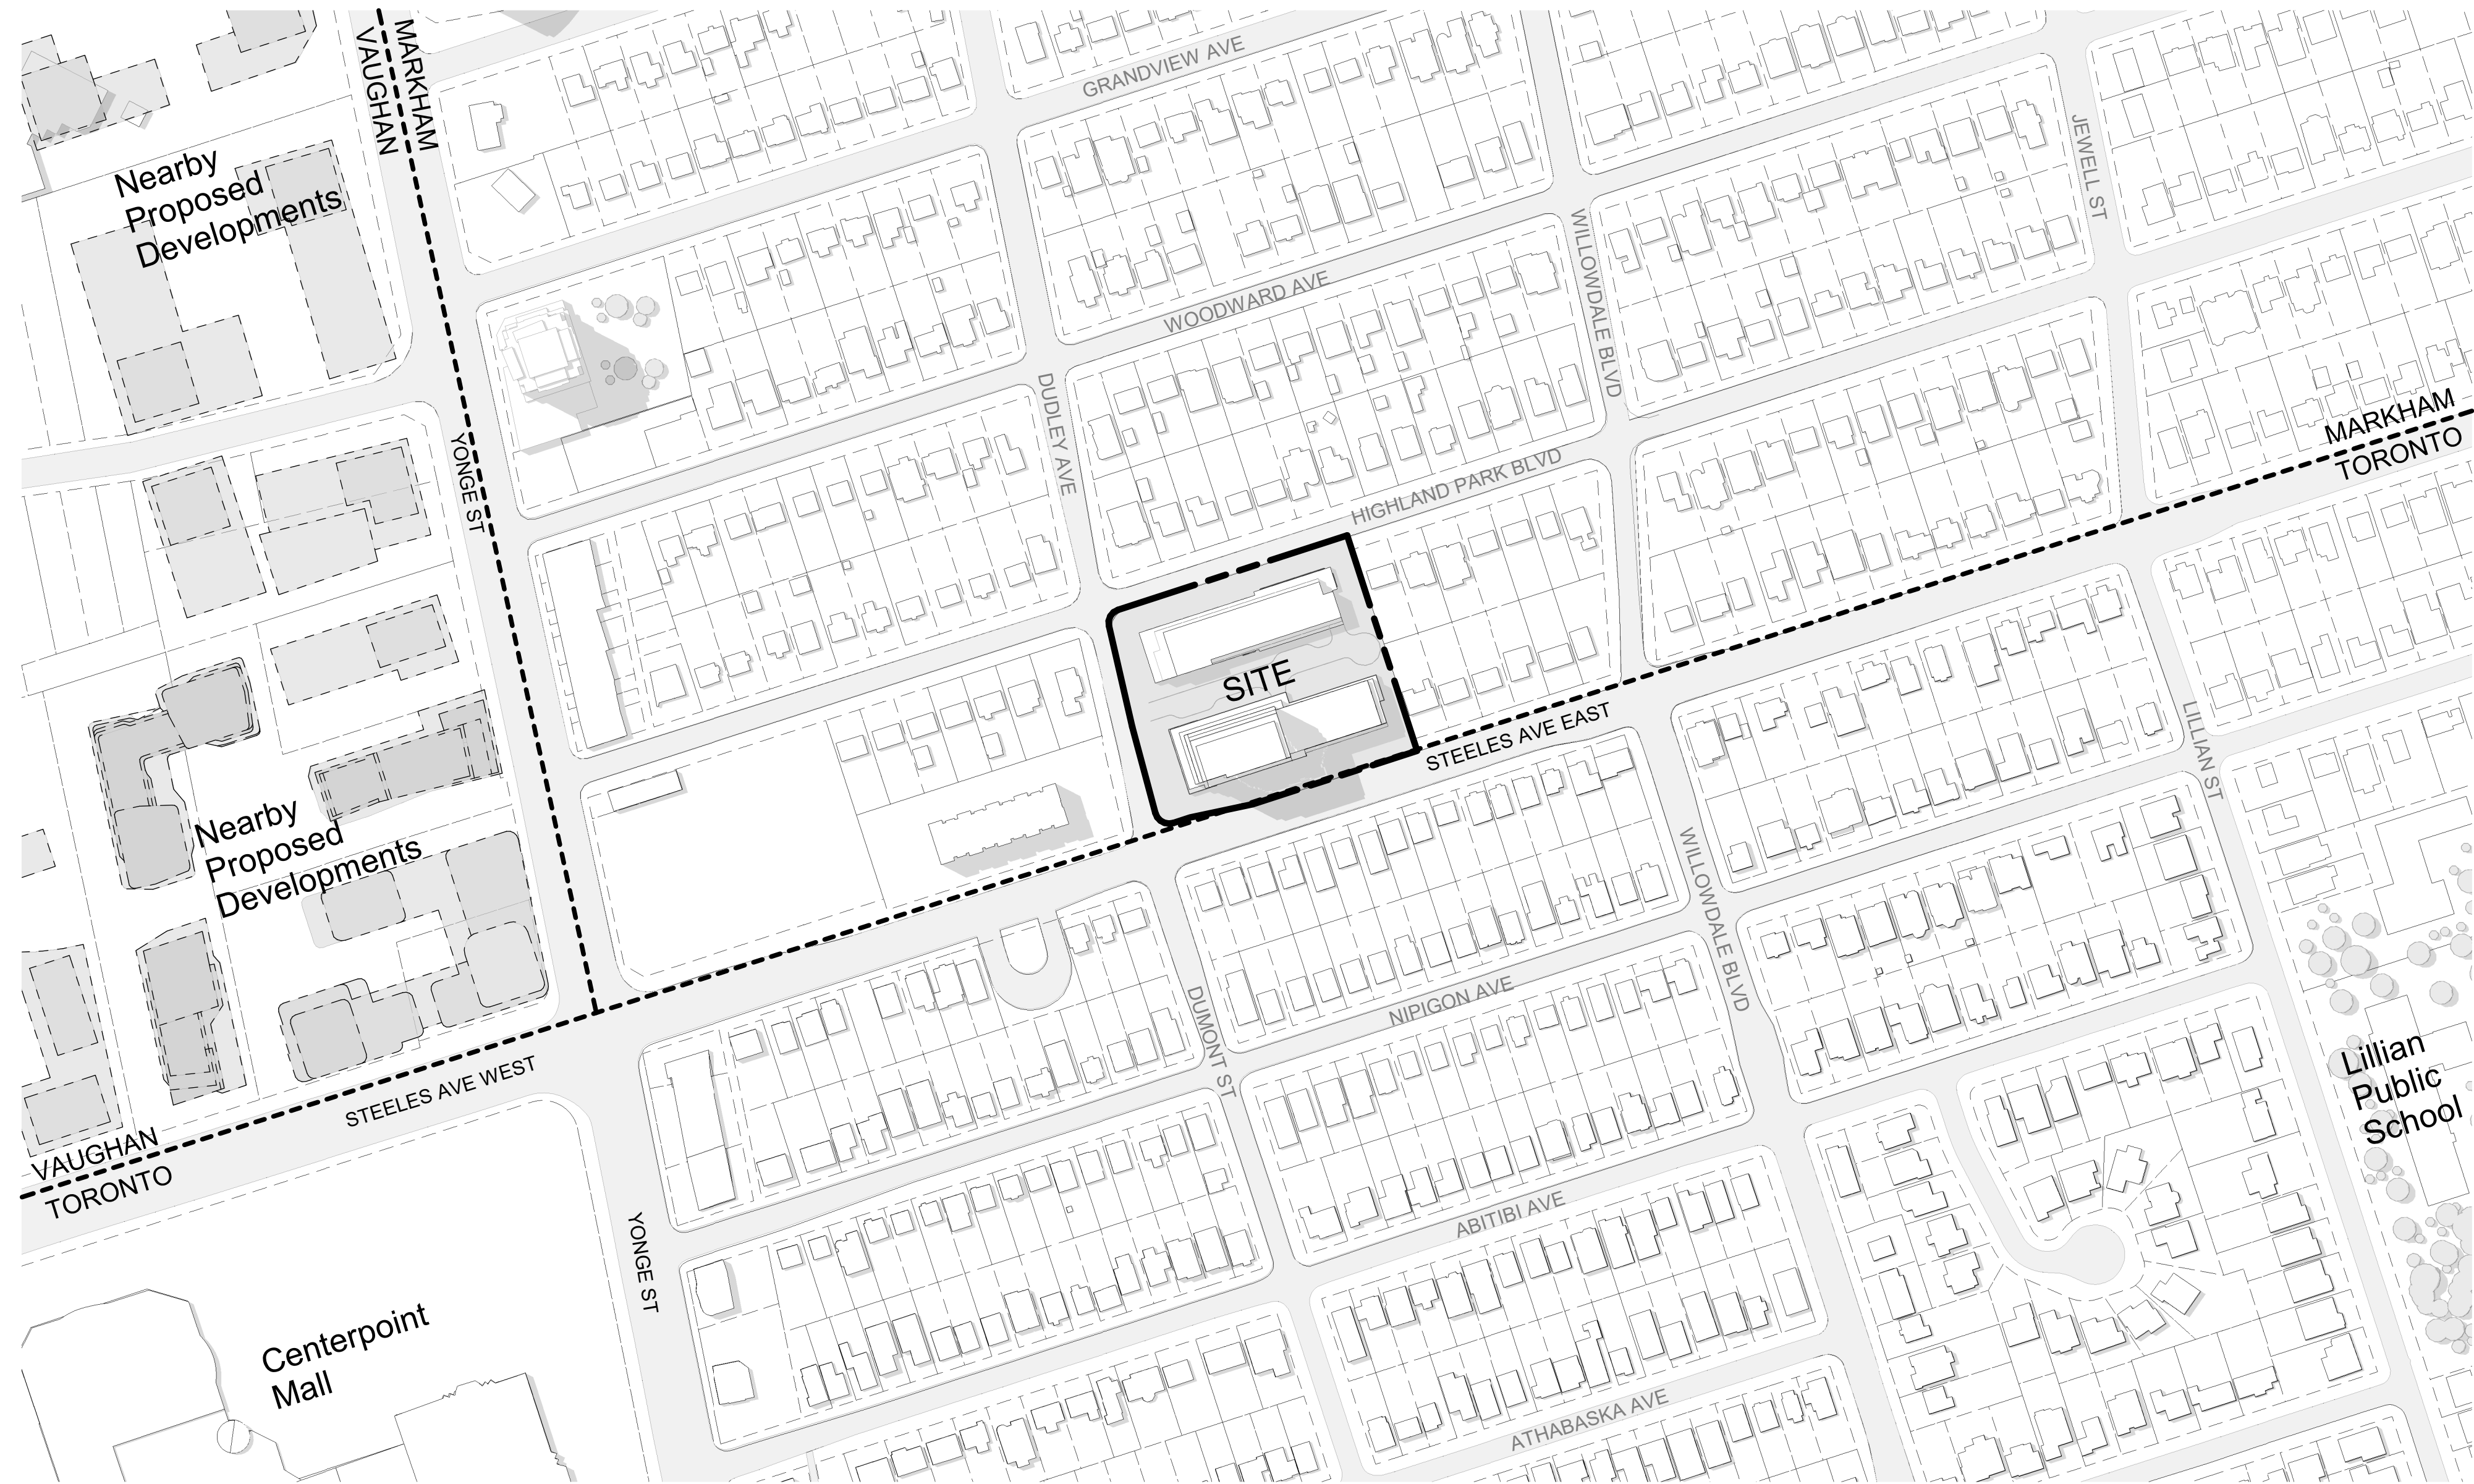 MARKHAM
VAUGHAN
GRANDVIEW AVE
JEWELL ST
Nearby
Proposed
Developments
WOODWARD AVE
WILLOWDALE BLVD
DUDLEY AVE
YONGE ST
HIGHLAND PARK BLVD
MARKHAM
TORONTO
SITE
STEELES AVE EAST
LILLIAN ST
Nearby
Proposed
Developments
WILLOWDALE BLVD
DUMONT ST
NIPIGON AVE
Lillian
Public
School
STEELES AVE WEST
VAUGHAN
TORONTO
YONGE ST
ABITIBI AVE
Centerpoint
Mall
ATHABASKA AVE